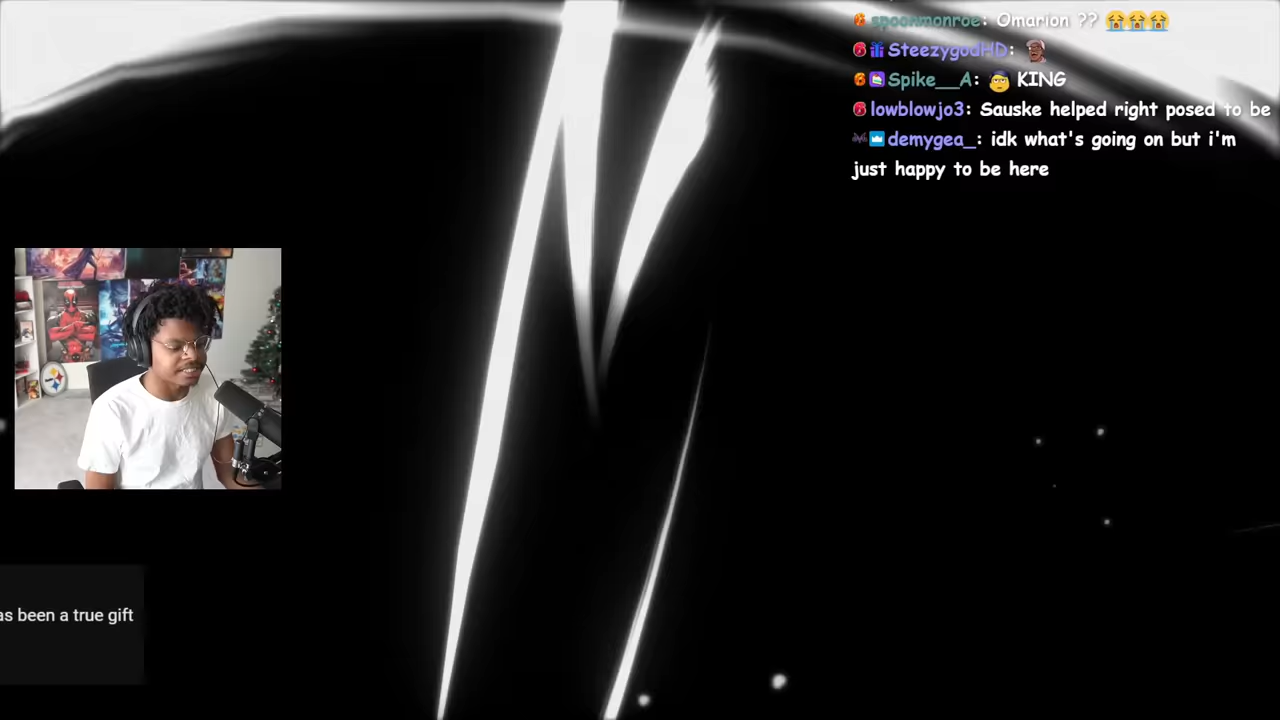 spoonmonroe: Omarion ?? 😭😭😭
SteezygodHD:
Spike__A: KING
lowblowjo3: Sauske helped right posed to be
demygea_: idk what's going on but i'm
just happy to be here
as been a true gift